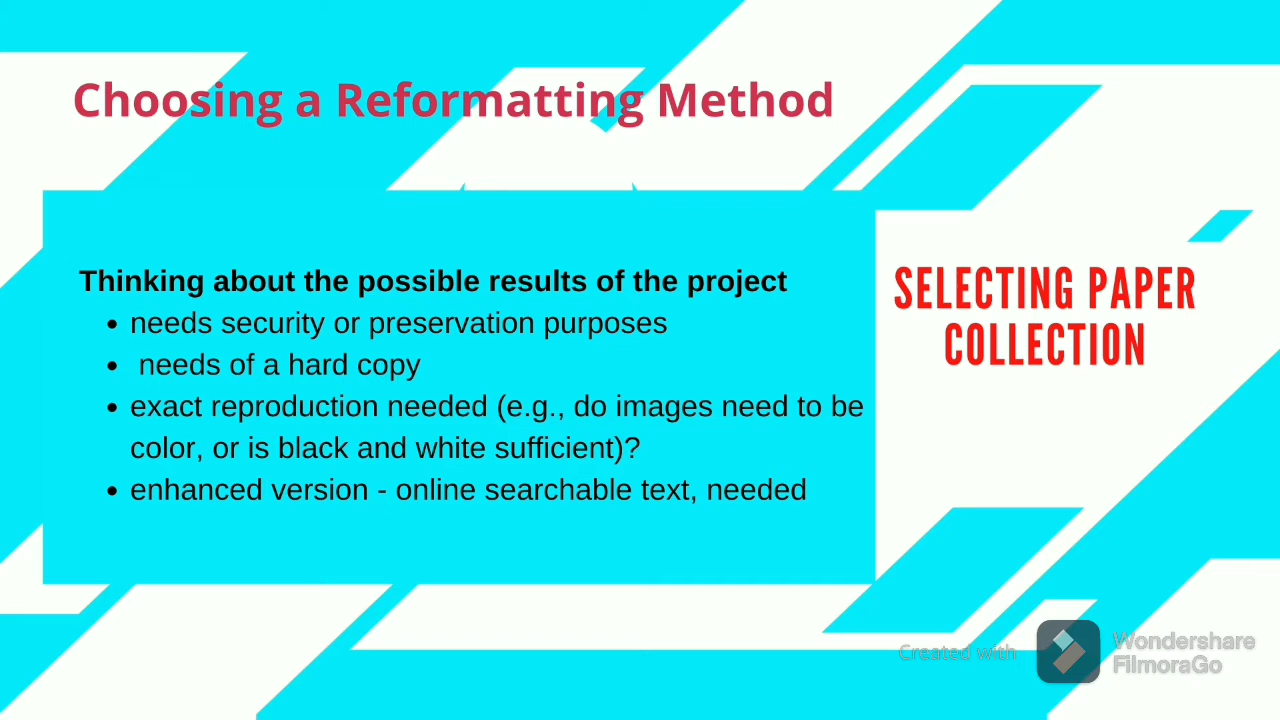 Choosing a Reformatting Method
Thinking about the possible results of the project
• needs security or preservation purposes
• needs of a hard copy
• exact reproduction needed (e.g., do images need to be
color, or is black and white sufficient)?
• enhanced version - online searchable text, needed
SELECTING PAPER
COLLECTION
Created with
Wondershare
FilmoraGo